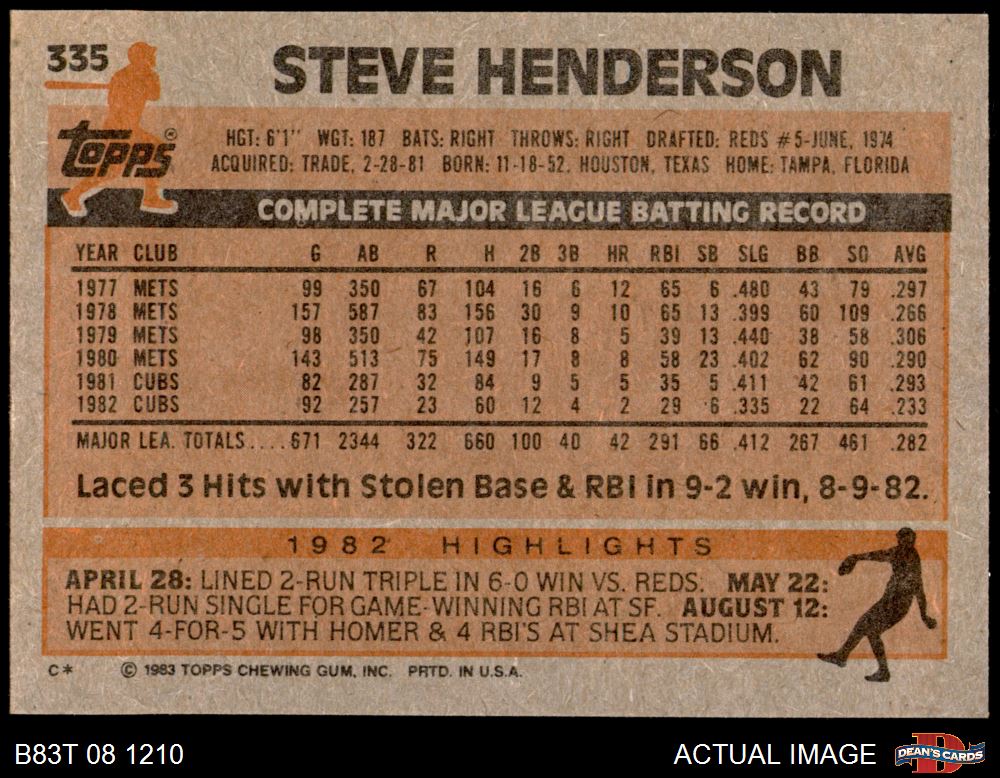 335
STEVE HENDERSON
topps®
HGT: 6'1" WGT: 187 BATS: RIGHT THROWS: RIGHT DRAFTED: REDS #5-JUNE, 1974
ACQUIRED: TRADE, 2-28-81 BORN: 11-18-52, HOUSTON, TEXAS HOME: TAMPA, FLORIDA
COMPLETE MAJOR LEAGUE BATTING RECORD
YEAR CLUB G AB R H 2B 3B HR RBI SB SLG BB SO AVG
1977 METS 99 350 67 104 16 6 12 65 6 .480 43 79 .297
1978 METS 157 587 83 156 30 9 10 65 13 .399 60 109 .266
1979 METS 98 350 42 107 16 8 5 39 13 .440 38 58 .306
1980 METS 143 513 75 149 17 8 8 58 23 .402 62 90 .290
1981 CUBS 82 287 32 84 9 5 5 35 5 .411 42 61 .293
1982 CUBS 92 257 23 60 12 4 2 29 6 .335 22 64 .233
MAJOR LEA. TOTALS.... 671 2344 322 660 100 40 42 291 66 .412 267 461 .282
Laced 3 Hits with Stolen Base & RBI in 9-2 win, 8-9-82.
1982 HIGHLIGHTS
APRIL 28: LINED 2-RUN TRIPLE IN 6-0 WIN VS. REDS. MAY 22:
HAD 2-RUN SINGLE FOR GAME-WINNING RBI AT SF. AUGUST 12:
WENT 4-FOR-5 WITH HOMER & 4 RBI'S AT SHEA STADIUM.
C* © 1983 TOPPS CHEWING GUM, INC. PRTD. IN U.S.A.
B83T 08 1210
ACTUAL IMAGE
D
DEAN'S CARDS